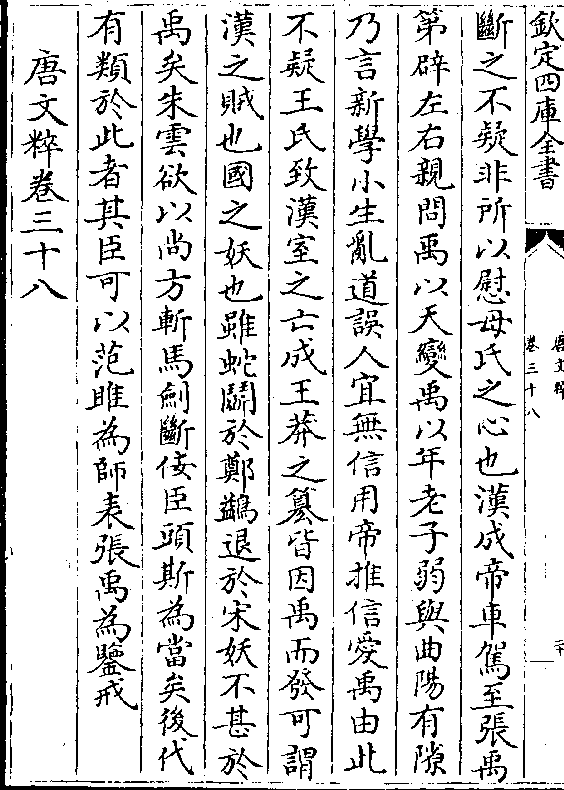 欽定四庫全書
唐文粹
卷三十八
斷之不疑非所以慰母氏之心也漢成帝車駕至張禹
第辟左右親問禹以天變禹以年老子弱與曲陽有隙
乃言新學小生亂道誤人宜無信用帝推信愛禹由此
不疑王氏致漢室之亡成王莽之簒皆因禹而發可謂
漢之賊也國之妖也雖蛇鬭於鄭鷁退於宋妖不甚於
禹矣朱雲欲以尚方斬馬劍斷佞臣頭斯為當矣後代
有類於此者其臣可以范雎為師表張禹為鑒戒
唐文粹卷三十八